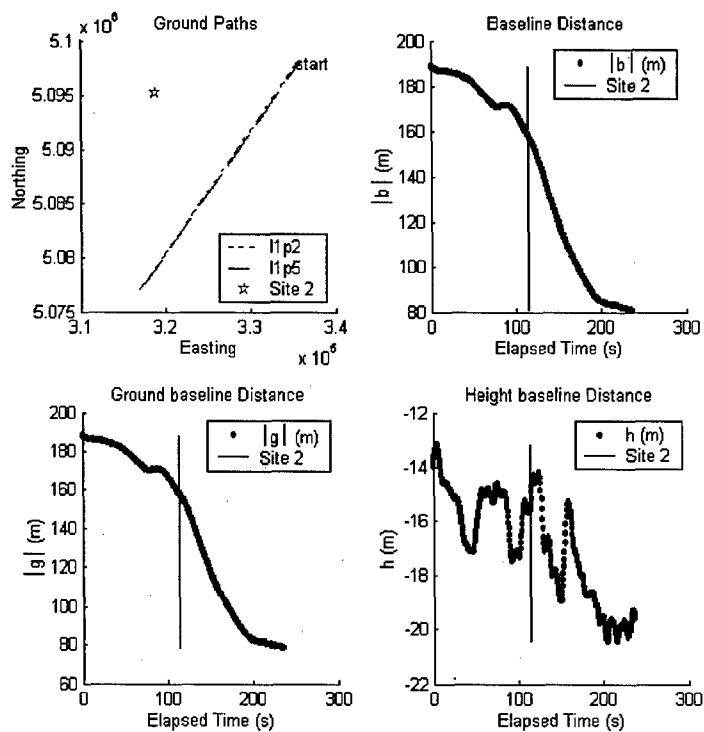 x 10^6
Ground Paths
5.1
5.095
5.09
5.085
5.08
5.075
Northing
start
l1p2
l1p5
Site 2
3.1
3.2
3.3
3.4
Easting
x 10^6
Baseline Distance
200
180
160
140
120
100
80
|b| (m)
|b| (m)
Site 2
0
100
200
300
Elapsed Time (s)
Ground baseline Distance
200
180
160
140
120
100
80
60
|g| (m)
|g| (m)
Site 2
0
100
200
300
Elapsed Time (s)
Height baseline Distance
-12
-14
-16
-18
-20
-22
h (m)
h (m)
Site 2
0
100
200
300
Elapsed Time (s)